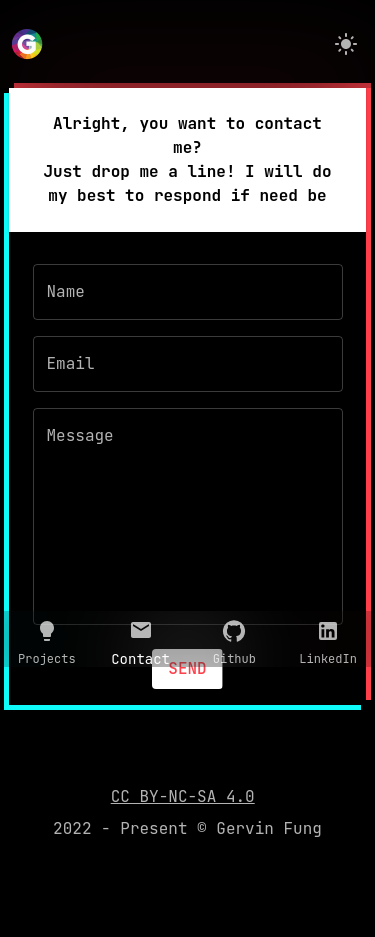 G
Alright, you want to contact
me?
Just drop me a line! I will do
my best to respond if need be
Name
Email
Message
Projects
Contact
Github
LinkedIn
SEND
CC BY-NC-SA 4.0
2022 - Present © Gervin Fung